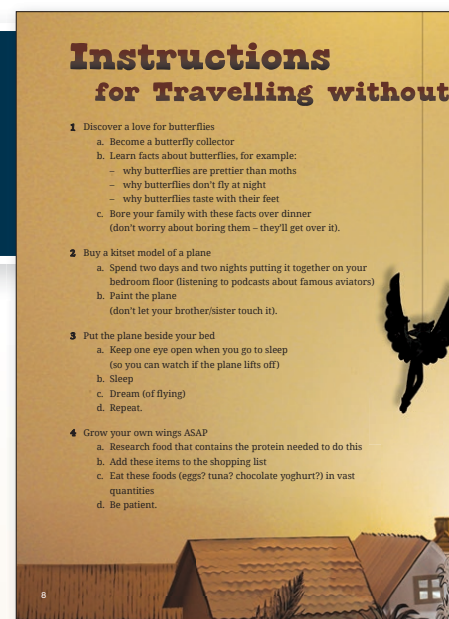 Instructions
for Travelling without
1 Discover a love for butterflies
a. Become a butterfly collector
b. Learn facts about butterflies, for example:
– why butterflies are prettier than moths
– why butterflies don't fly at night
– why butterflies taste with their feet
c. Bore your family with these facts over dinner
(don't worry about boring them – they'll get over it).
2 Buy a kitset model of a plane
a. Spend two days and two nights putting it together on your
bedroom floor (listening to podcasts about famous aviators)
b. Paint the plane
(don't let your brother/sister touch it).
3 Put the plane beside your bed
a. Keep one eye open when you go to sleep
(so you can watch if the plane lifts off)
b. Sleep
c. Dream (of flying)
d. Repeat.
4 Grow your own wings ASAP
a. Research food that contains the protein needed to do this
b. Add these items to the shopping list
c. Eat these foods (eggs? tuna? chocolate yoghurt?) in vast
quantities
d. Be patient.
8